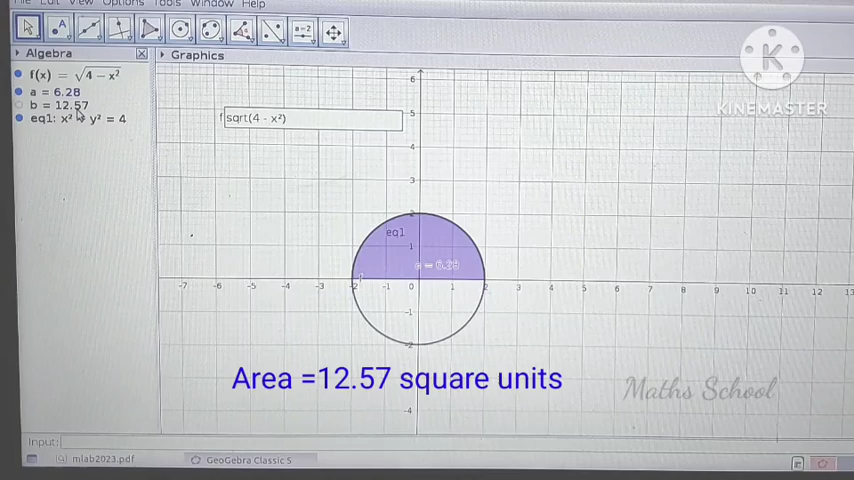 File Edit View Options Tools Window Help
Algebra
Graphics
f(x) = √4 − x²
a = 6.28
b = 12.57
eq1: x² + y² = 4
f sqrt(4 - x²)
K
KINEMASTER
A
a=2
6
5
4
3
2
1
eq1
a = 6.28
-7 -6 -5 -4 -3 -2 -1 0 1 2 3 4 5 6 7 8 9 10 11 12 13
-1
-2
Area =12.57 square units
Maths School
-4
Input:
mlab2023.pdf
GeoGebra Classic 5